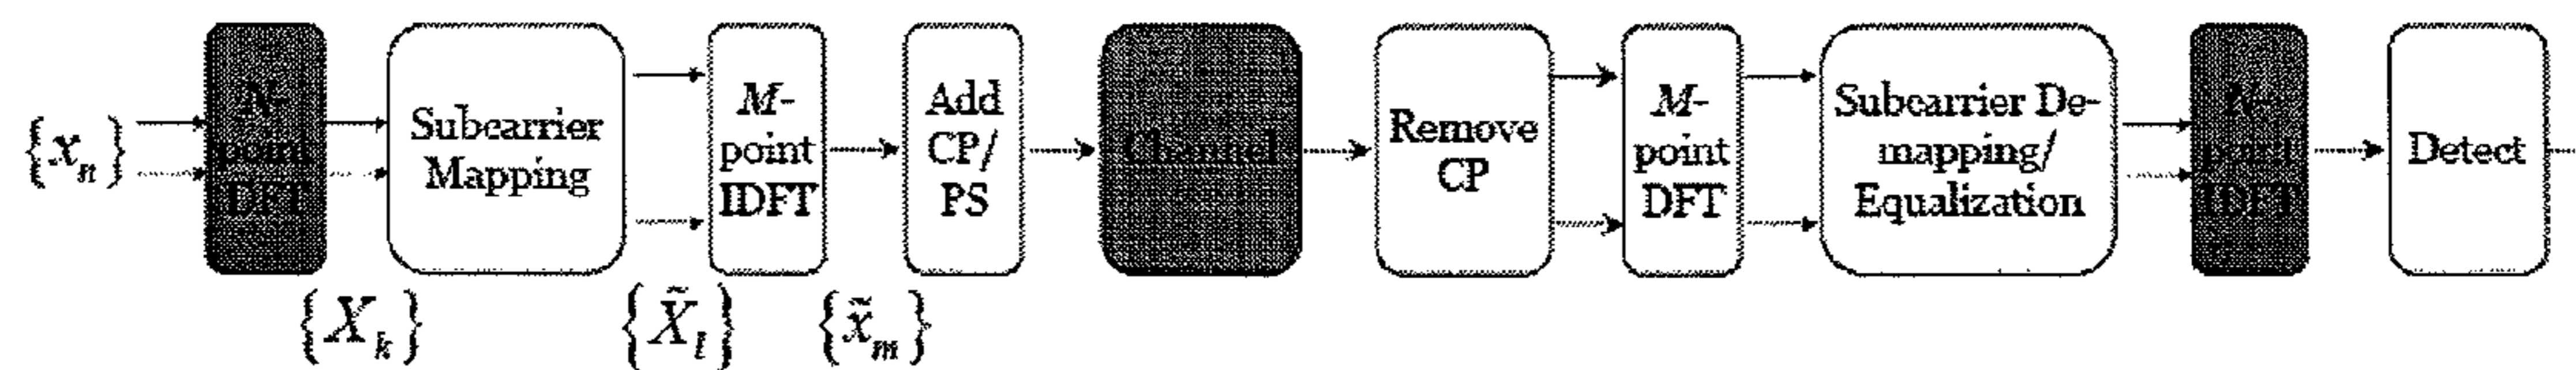 {x_n}
N-
point
DFT
Subcarrier
Mapping
M-
point
IDFT
Add
CP/
PS
Channel
Remove
CP
M-
point
DFT
Subcarrier De-
mapping/
Equalization
N-
point
IDFT
Detect
{X_k}
{X̃_l}
{x̃_m}